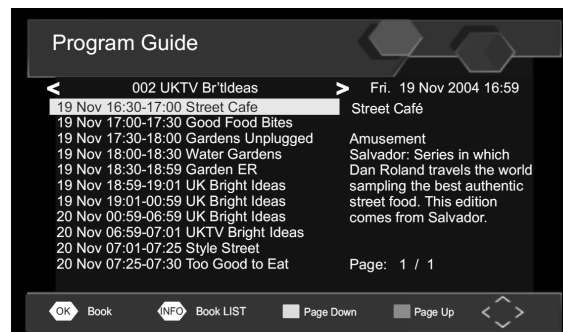 Program Guide
< 002 UKTV Br'tIdeas > Fri. 19 Nov 2004 16:59
19 Nov 16:30-17:00 Street Cafe
19 Nov 17:00-17:30 Good Food Bites
19 Nov 17:30-18:00 Gardens Unplugged
19 Nov 18:00-18:30 Water Gardens
19 Nov 18:30-18:59 Garden ER
19 Nov 18:59-19:01 UK Bright Ideas
19 Nov 19:01-00:59 UK Bright Ideas
20 Nov 00:59-06:59 UK Bright Ideas
20 Nov 06:59-07:01 UKTV Bright Ideas
20 Nov 07:01-07:25 Style Street
20 Nov 07:25-07:30 Too Good to Eat
Street Café
Amusement
Salvador: Series in which
Dan Roland travels the world
sampling the best authentic
street food. This edition
comes from Salvador.
Page: 1 / 1
OK Book INFO Book LIST Page Down Page Up